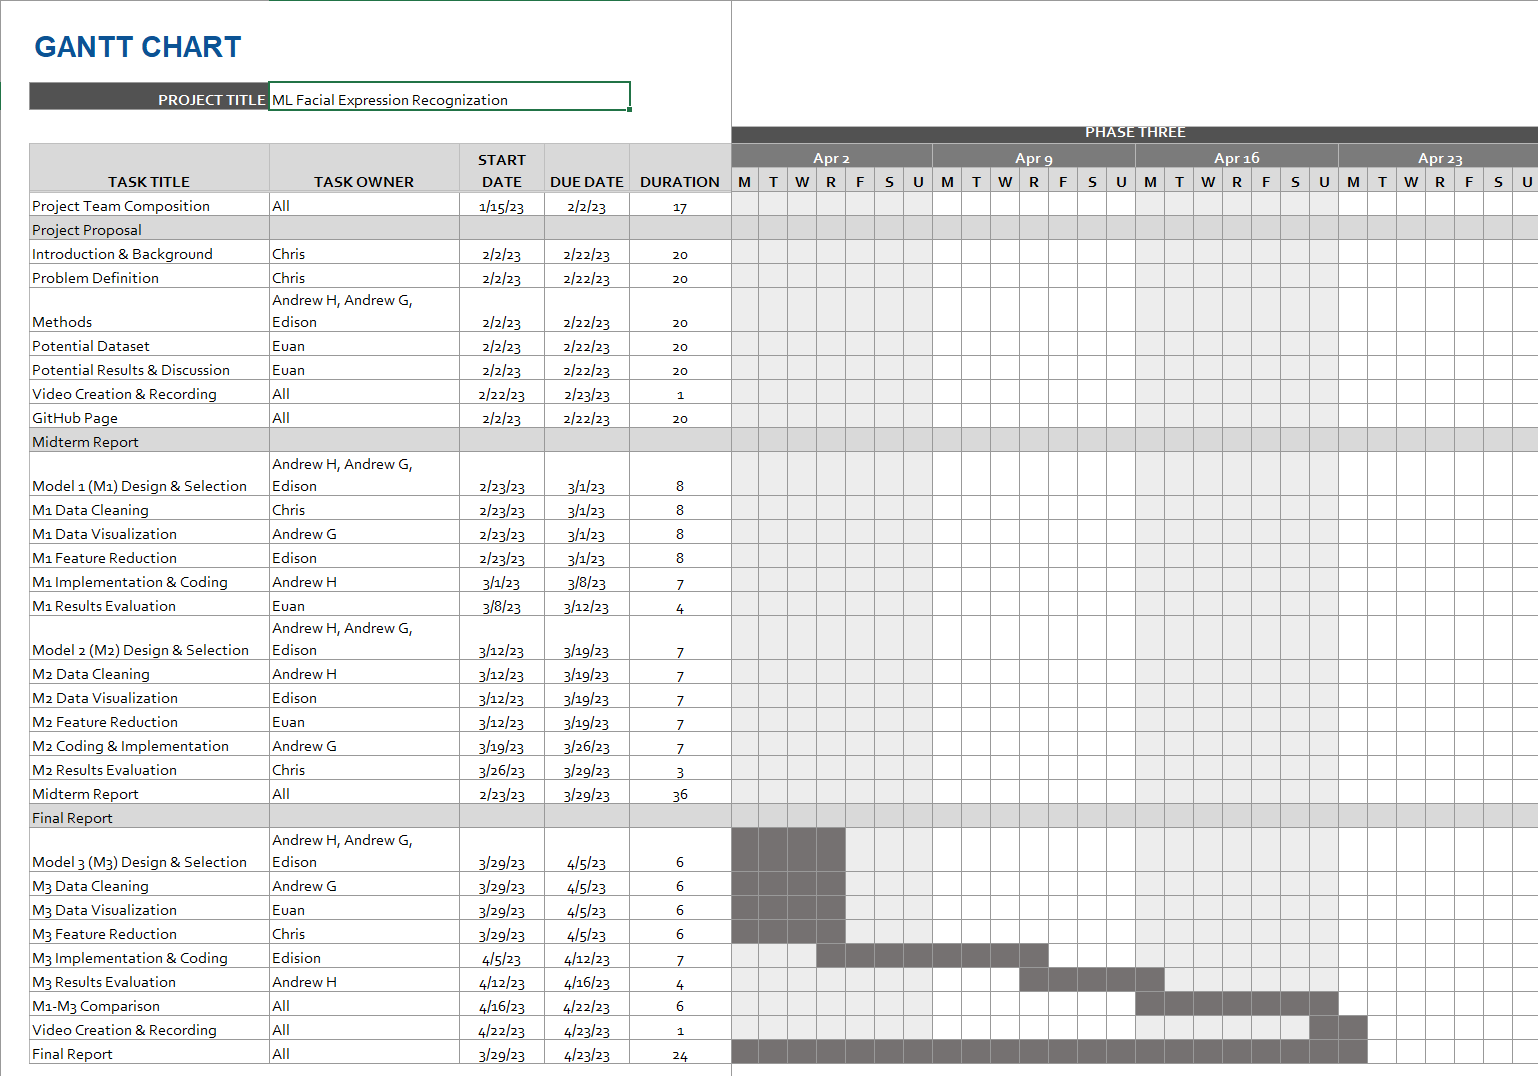 GANTT CHART
PROJECT TITLE ML Facial Expression Recognization
PHASE THREE
Apr 2 Apr 9 Apr 16 Apr 23
START
TASK TITLE TASK OWNER DATE DUE DATE DURATION M T W R F S U M T W R F S U M T W R F S U M T W R F S U
Project Team Composition All 1/15/23 2/2/23 17
Project Proposal
Introduction & Background Chris 2/2/23 2/22/23 20
Problem Definition Chris 2/2/23 2/22/23 20
Andrew H, Andrew G,
Methods Edison 2/2/23 2/22/23 20
Potential Dataset Euan 2/2/23 2/22/23 20
Potential Results & Discussion Euan 2/2/23 2/22/23 20
Video Creation & Recording All 2/22/23 2/23/23 1
GitHub Page All 2/2/23 2/22/23 20
Midterm Report
Andrew H, Andrew G,
Model 1 (M1) Design & Selection Edison 2/23/23 3/1/23 8
M1 Data Cleaning Chris 2/23/23 3/1/23 8
M1 Data Visualization Andrew G 2/23/23 3/1/23 8
M1 Feature Reduction Edison 2/23/23 3/1/23 8
M1 Implementation & Coding Andrew H 3/1/23 3/8/23 7
M1 Results Evaluation Euan 3/8/23 3/12/23 4
Andrew H, Andrew G,
Model 2 (M2) Design & Selection Edison 3/12/23 3/19/23 7
M2 Data Cleaning Andrew H 3/12/23 3/19/23 7
M2 Data Visualization Edison 3/12/23 3/19/23 7
M2 Feature Reduction Euan 3/12/23 3/19/23 7
M2 Coding & Implementation Andrew G 3/19/23 3/26/23 7
M2 Results Evaluation Chris 3/26/23 3/29/23 3
Midterm Report All 2/23/23 3/29/23 36
Final Report
Andrew H, Andrew G,
Model 3 (M3) Design & Selection Edison 3/29/23 4/5/23 6
M3 Data Cleaning Andrew G 3/29/23 4/5/23 6
M3 Data Visualization Euan 3/29/23 4/5/23 6
M3 Feature Reduction Chris 3/29/23 4/5/23 6
M3 Implementation & Coding Edision 4/5/23 4/12/23 7
M3 Results Evaluation Andrew H 4/12/23 4/16/23 4
M1-M3 Comparison All 4/16/23 4/22/23 6
Video Creation & Recording All 4/22/23 4/23/23 1
Final Report All 3/29/23 4/23/23 24